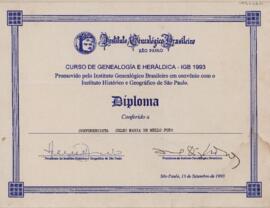 Instituto Genealógico Brasileiro
SÃO PAULO
CURSO DE GENEALOGIA E HERÁLDICA - IGB 1993
Promovido pelo Instituto Genealógico Brasileiro em convênio com o
Instituto Histórico e Geográfico de São Paulo.
Diploma
Conferido a
CONFERENCISTA CELSO MARIA DE MELLO PUPO
Presidente do Instituto Histórico e Geográfico de São Paulo
Presidente do Instituto Genealógico Brasileiro
São Paulo, 15 de Setembro de 1993